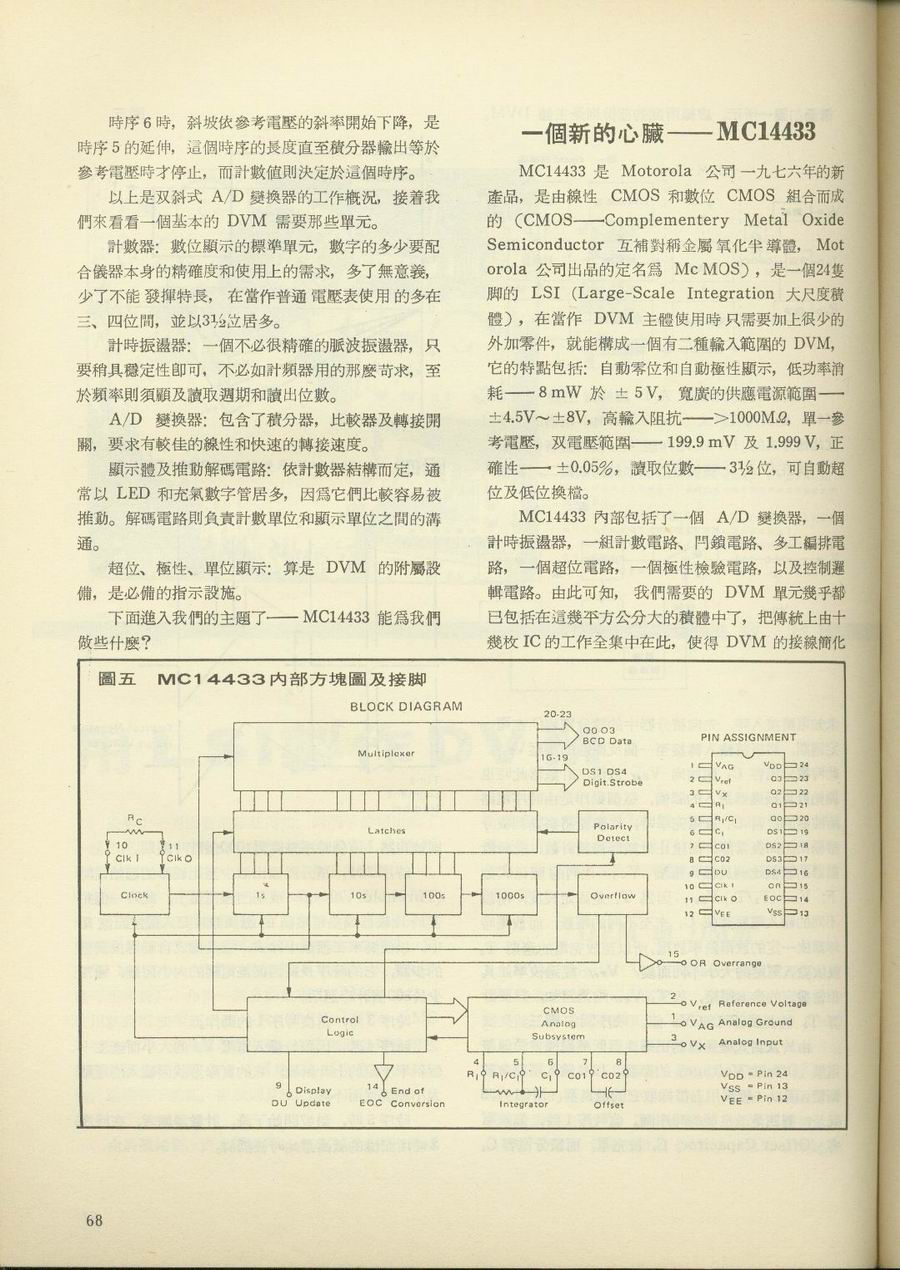 時序6時，斜坡依參考電壓的斜率開始下降，是
時序5的延伸，這個時序的長度直至積分器輸出等於
參考電壓時才停止，而計數値則決定於這個時序。
以上是双斜式 A/D 變換器的工作槪況，接着我
們來看看一個基本的 DVM 需要那些單元。
計數器：數位顯示的標準單元，數字的多少要配
合儀器本身的精確度和使用上的需求，多了無意義，
少了不能發揮特長，在當作普通電壓表使用的多在
三、四位間，並以3½位居多。
計時振盪器：一個不必很精確的脈波振盪器，只
要稍具穩定性卽可，不必如計頻器用的那麼苛求，至
於頻率則須顧及讀取週期和讀出位數。
A/D 變換器：包含了積分器，比較器及轉接開
關，要求有較佳的線性和快速的轉接速度。
顯示體及推動解碼電路：依計數器結構而定，通
常以 LED 和充氣數字管居多，因爲它們比較容易被
推動。解碼電路則負責計數單位和顯示單位之間的溝
通。
超位、極性、單位顯示：算是 DVM 的附屬設
備，是必備的指示設施。
下面進入我們的主題了── MC14433 能爲我們
做些什麼？
一個新的心臟── MC14433
MC14433 是 Motorola 公司一九七六年的新
產品，是由線性 CMOS 和數位 CMOS 組合而成
的（CMOS──Complementery Metal Oxide
Semiconductor 互補對稱金屬氧化半導體，Mot
orola 公司出品的定名爲 Mc MOS），是一個24隻
脚的 LSI (Large-Scale Integration 大尺度積
體），在當作 DVM 主體使用時只需要加上很少的
外加零件，就能構成一個有二種輸入範圍的 DVM，
它的特點包括：自動零位和自動極性顯示，低功率消
耗──8mW 於 ±5V，寬廣的供應電源範圍──
±4.5V～±8V，高輸入阻抗──>1000MΩ，單一參
考電壓，双電壓範圍──199.9mV 及 1.999V，正
確性──±0.05%，讀取位數──3½位，可自動超
位及低位換檔。
MC14433 內部包括了一個 A/D 變換器，一個
計時振盪器，一組計數電路、閂鎖電路、多工編排電
路，一個超位電路，一個極性檢驗電路，以及控制邏
輯電路。由此可知，我們需要的 DVM 單元幾乎都
已包括在這幾平方公分大的積體中了，把傳統上由十
幾枚 IC 的工作全集中在此，使得 DVM 的接線簡化
圖五 MC14433內部方塊圖及接脚
BLOCK DIAGRAM
20-23
Q0 Q3
BCD Data
Multiplexer
16-19
DS1 DS4
Digit.Strobe
Latches
Polarity
Detect
RC
10
Clk I
11
Clk O
Clock
1s
10s
100s
1000s
Overflow
15
OR Overrange
Control
Logic
CMOS
Analog
Subsystem
2
Vref Reference Voltage
1
VAG Analog Ground
3
VX Analog Input
9 Display
DU Update
14 End of
EOC Conversion
4 5 6 7 8
RI RI/CI CI C01 C02
Integrator
Offset
VDD = Pin 24
VSS = Pin 13
VEE = Pin 12
PIN ASSIGNMENT
1 VAG VDD 24
2 Vref Q3 23
3 VX Q2 22
4 RI Q1 21
5 RI/CI Q0 20
6 CI DS1 19
7 C01 DS2 18
8 C02 DS3 17
9 DU DS4 16
10 Clk I OR 15
11 Clk O EOC 14
12 VEE VSS 13
68